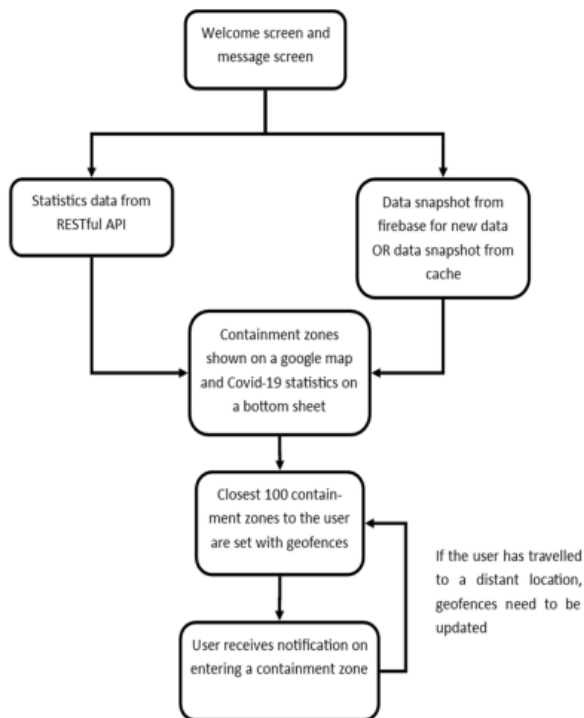 Welcome screen and
message screen
Statistics data from
RESTful API
Data snapshot from
firebase for new data
OR data snapshot from
cache
Containment zones
shown on a google map
and Covid-19 statistics on
a bottom sheet
Closest 100 contain-
ment zones to the user
are set with geofences
If the user has travelled
to a distant location,
geofences need to be
updated
User receives notification on
entering a containment zone